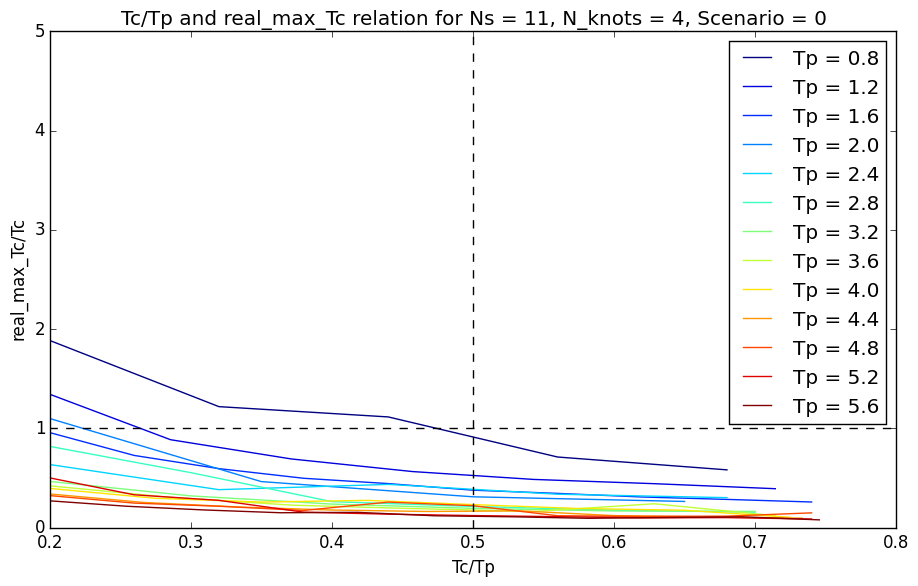 Tc/Tp and real_max_Tc relation for Ns = 11, N_knots = 4, Scenario = 0
5
4
3
2
1
0
real_max_Tc/Tc
Tp = 0.8
Tp = 1.2
Tp = 1.6
Tp = 2.0
Tp = 2.4
Tp = 2.8
Tp = 3.2
Tp = 3.6
Tp = 4.0
Tp = 4.4
Tp = 4.8
Tp = 5.2
Tp = 5.6
0.2 0.3 0.4 0.5 0.6 0.7 0.8
Tc/Tp